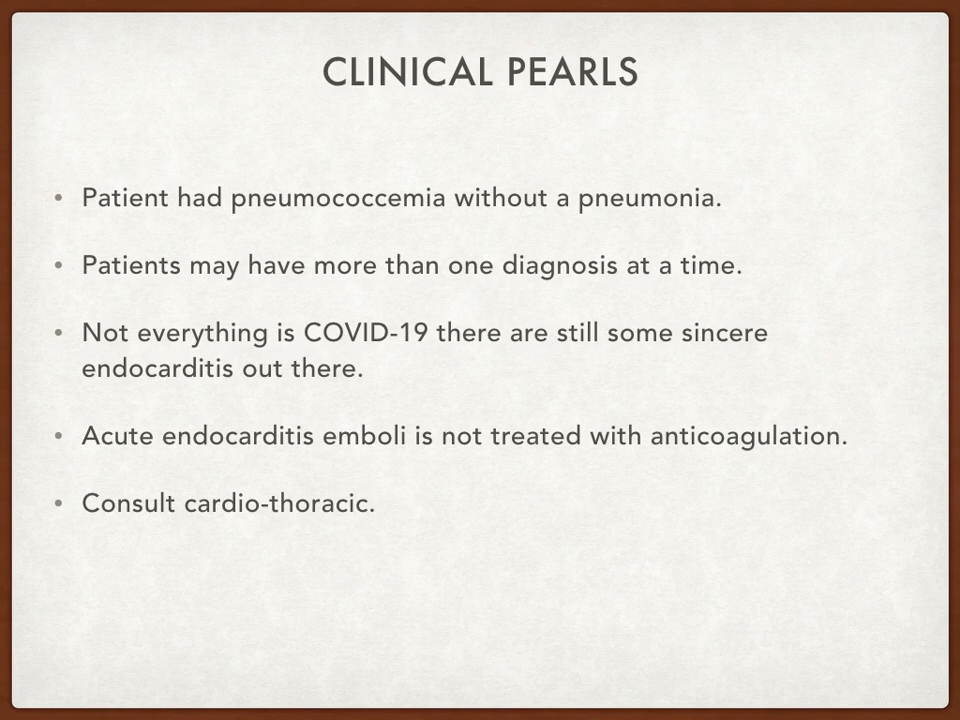 CLINICAL PEARLS
• Patient had pneumococcemia without a pneumonia.
• Patients may have more than one diagnosis at a time.
• Not everything is COVID-19 there are still some sincere
endocarditis out there.
• Acute endocarditis emboli is not treated with anticoagulation.
• Consult cardio-thoracic.